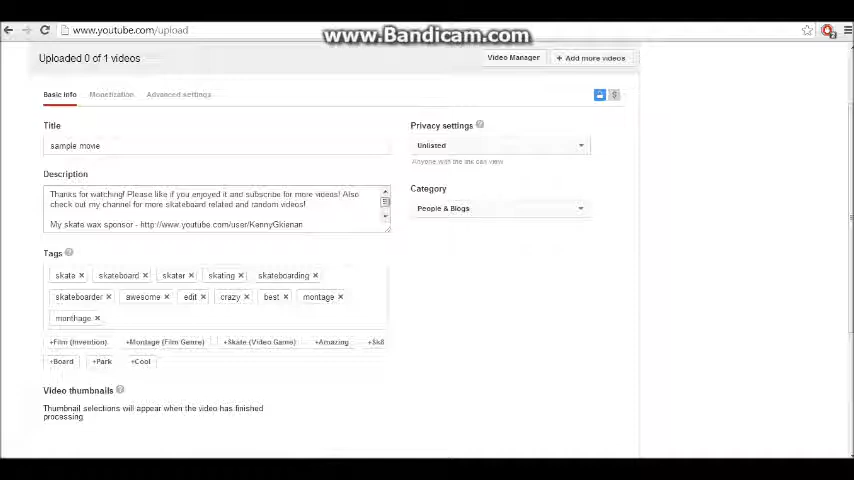 www.youtube.com/upload
www.Bandicam.com
Uploaded 0 of 1 videos
Video Manager
+ Add more videos
Basic info
Monetization
Advanced settings
Title
sample movie
Privacy settings ?
Unlisted
Anyone with the link can view
Description
Thanks for watching! Please like if you enjoyed it and subscribe for more videos! Also
check out my channel for more skateboard related and random videos!
My skate wax sponsor - http://www.youtube.com/user/KennyGkienan
Category
People & Blogs
Tags ?
skate × skateboard × skater × skating × skateboarding ×
skateboarder × awesome × edit × crazy × best × montage ×
monthage ×
+Film (Invention) +Montage (Film Genre) +Skate (Video Game) +Amazing
+Board +Park +Cool
Video thumbnails ?
Thumbnail selections will appear when the video has finished
processing